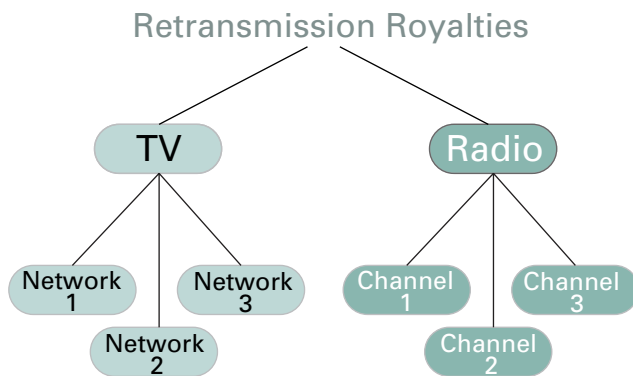 Retransmission Royalties
TV
Radio
Network
1
Network
2
Network
3
Channel
1
Channel
2
Channel
3